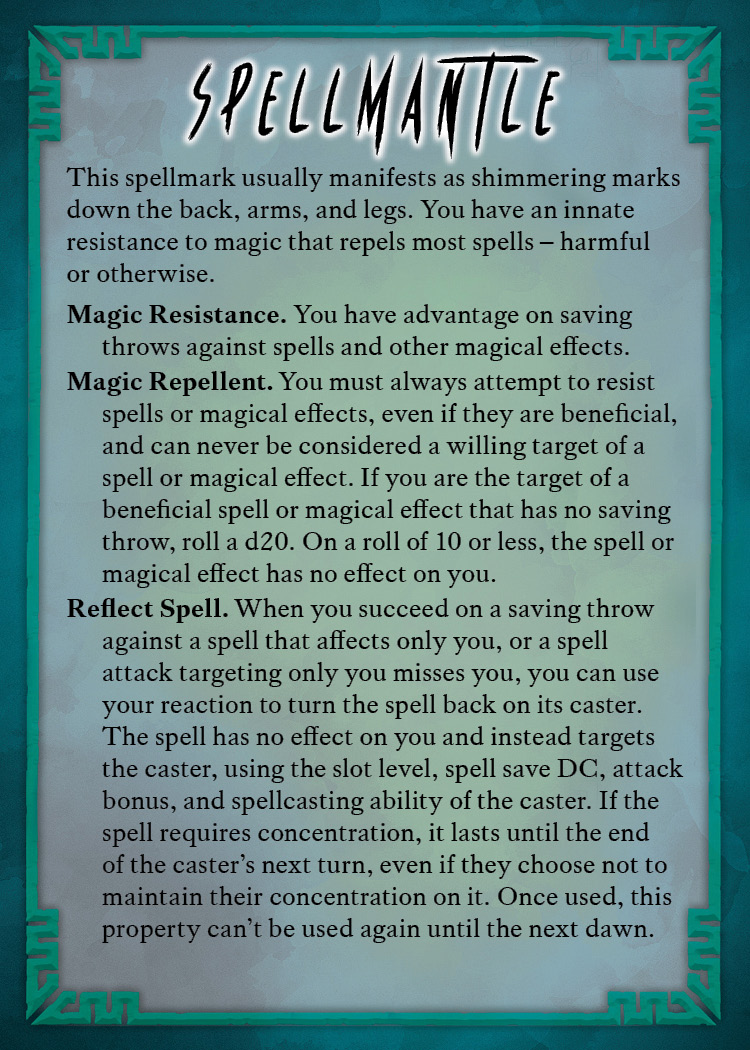 SPELLMANTLE
This spellmark usually manifests as shimmering marks
down the back, arms, and legs. You have an innate
resistance to magic that repels most spells – harmful
or otherwise.
Magic Resistance. You have advantage on saving
throws against spells and other magical effects.
Magic Repellent. You must always attempt to resist
spells or magical effects, even if they are beneficial,
and can never be considered a willing target of a
spell or magical effect. If you are the target of a
beneficial spell or magical effect that has no saving
throw, roll a d20. On a roll of 10 or less, the spell or
magical effect has no effect on you.
Reflect Spell. When you succeed on a saving throw
against a spell that affects only you, or a spell
attack targeting only you misses you, you can use
your reaction to turn the spell back on its caster.
The spell has no effect on you and instead targets
the caster, using the slot level, spell save DC, attack
bonus, and spellcasting ability of the caster. If the
spell requires concentration, it lasts until the end
of the caster’s next turn, even if they choose not to
maintain their concentration on it. Once used, this
property can’t be used again until the next dawn.